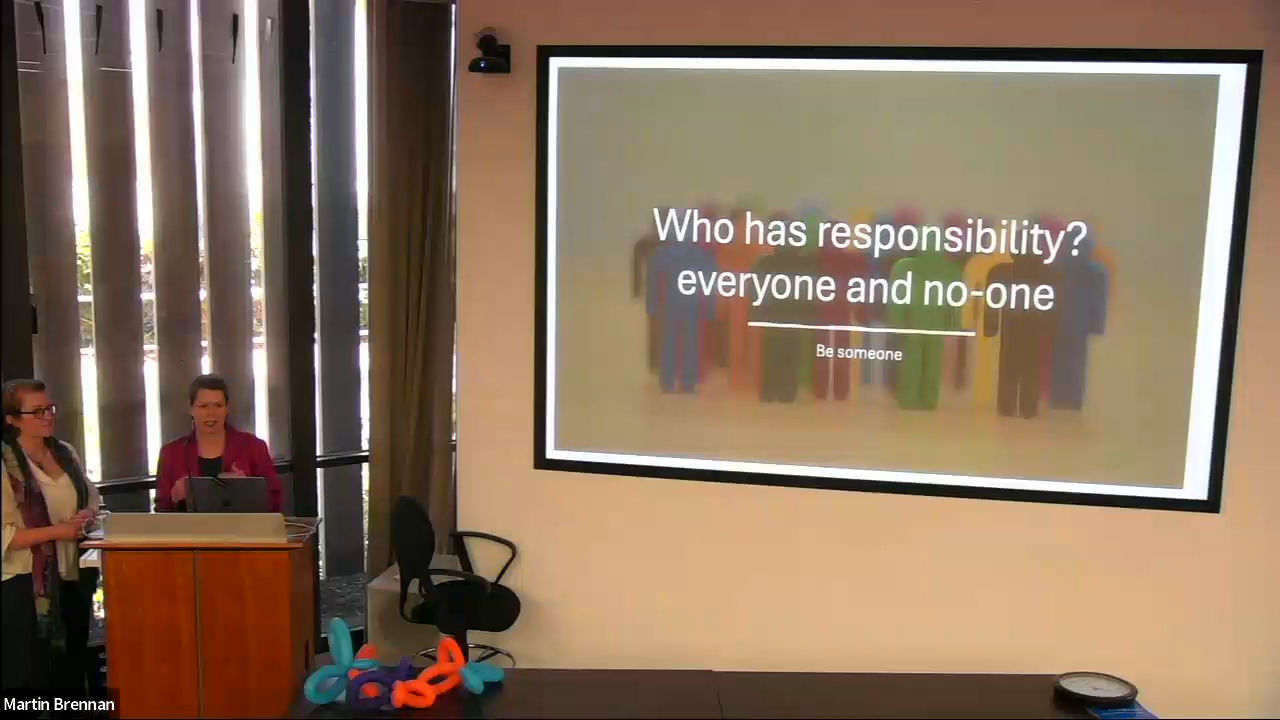 Who has responsibility?
everyone and no-one
Be someone
Martin Brennan